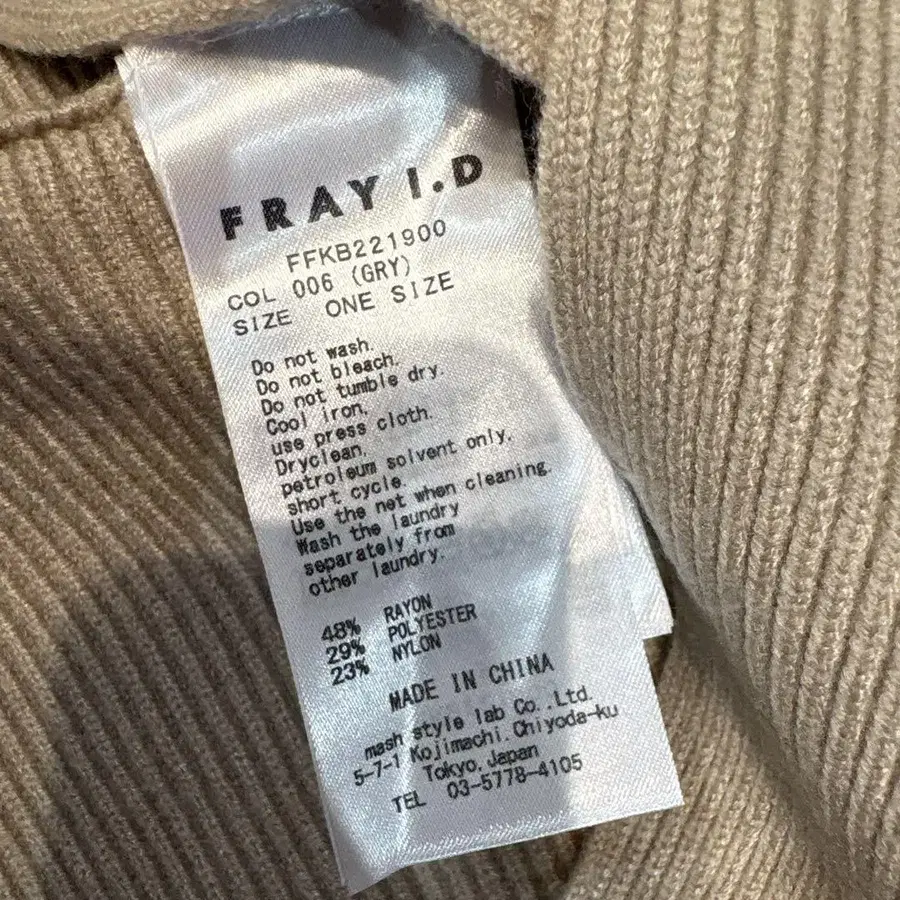 FRAY I.D
FFKB221900
COL 006 (GRY)
SIZE ONE SIZE
Do not wash.
Do not bleach.
Do not tumble dry.
Cool iron.
use press cloth.
Dryclean.
petroleum solvent only.
short cycle.
Use the net when cleaning.
Wash the laundry
separately from
other laundry.
48% RAYON
29% POLYESTER
23% NYLON
MADE IN CHINA
mash style lab Co.,Ltd.
5-7-1 Kojimachi,Chiyoda-ku
Tokyo,Japan
TEL 03-5778-4105